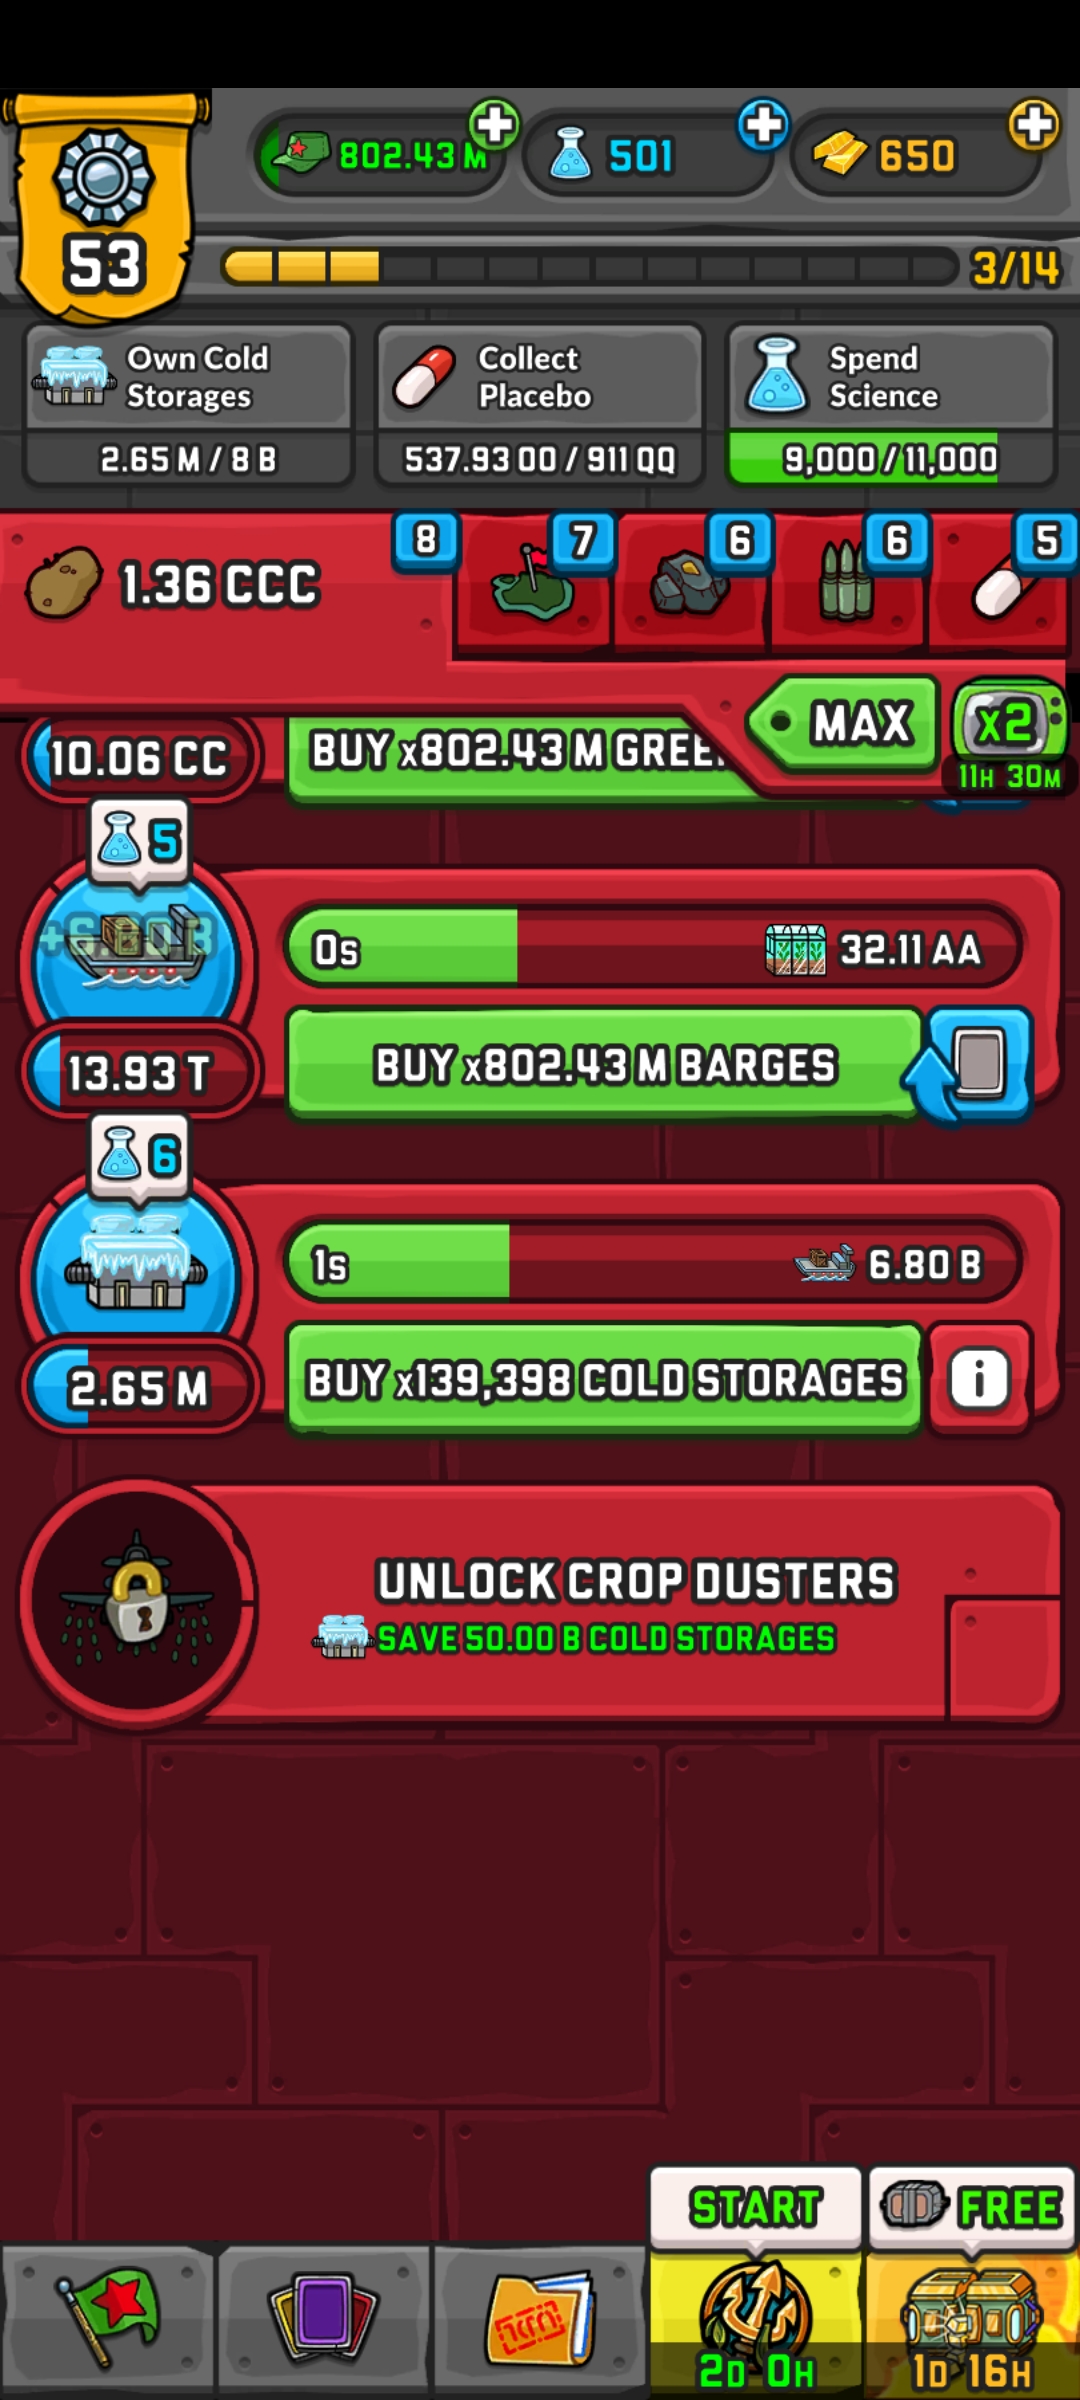 802.43 M
501
650
53
3/14
Own Cold Storages
2.65 M / 8 B
Collect Placebo
537.93 OO / 911 QQ
Spend Science
9,000 / 11,000
1.36 CCC
8
7
6
6
5
MAX
x2
11H 30M
10.06 CC
BUY x802.43 M GREE..
5
+6.80 B
0s
32.11 AA
13.93 T
BUY x802.43 M BARGES
6
1s
6.80 B
2.65 M
BUY x139,398 COLD STORAGES
i
UNLOCK CROP DUSTERS
SAVE 50.00 B COLD STORAGES
START
FREE
2D 0H
1D 16H